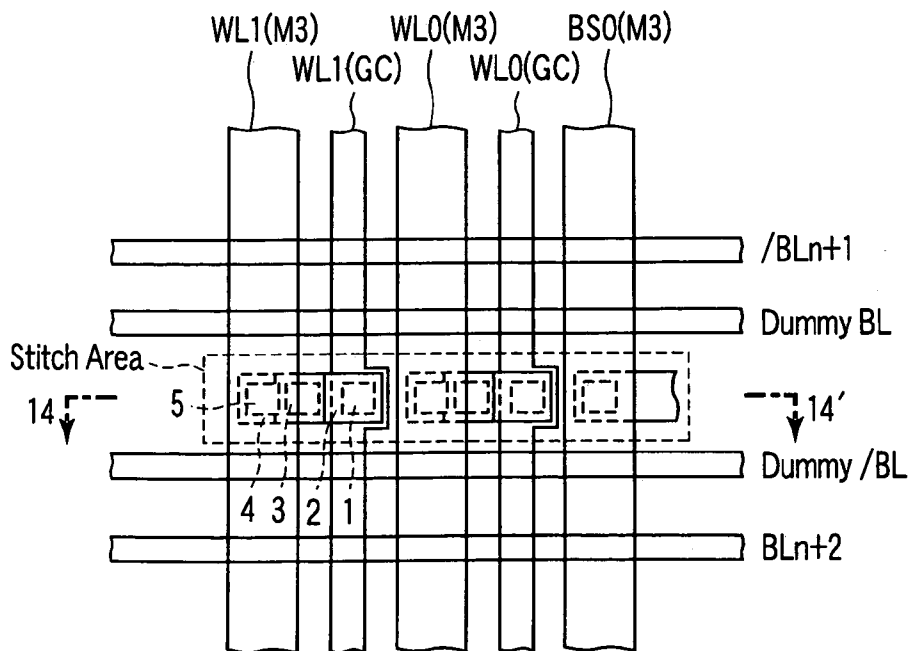 WL1(M3)
WL0(M3)
BS0(M3)
WL1(GC)
WL0(GC)
/BLn+1
Dummy BL
Stitch Area
14
5
14′
4
3
2
1
Dummy /BL
BLn+2